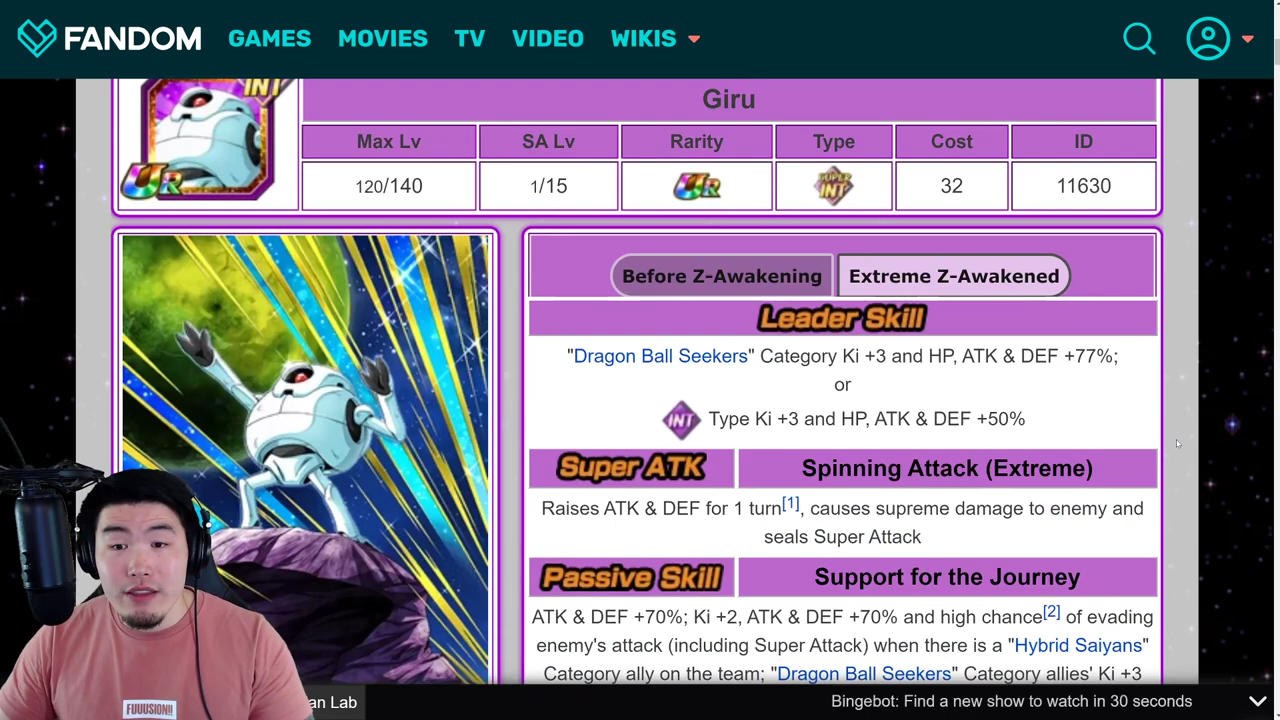 FANDOM GAMES MOVIES TV VIDEO WIKIS
INT
UR
Giru
Max Lv SA Lv Rarity Type Cost ID
120/140 1/15 UR SUPER INT 32 11630
Before Z-Awakening Extreme Z-Awakened
Leader Skill
"Dragon Ball Seekers" Category Ki +3 and HP, ATK & DEF +77%;
or
INT Type Ki +3 and HP, ATK & DEF +50%
Super ATK Spinning Attack (Extreme)
Raises ATK & DEF for 1 turn[1], causes supreme damage to enemy and
seals Super Attack
Passive Skill Support for the Journey
ATK & DEF +70%; Ki +2, ATK & DEF +70% and high chance[2] of evading
enemy's attack (including Super Attack) when there is a "Hybrid Saiyans"
Category ally on the team; "Dragon Ball Seekers" Category allies' Ki +3
FUUUSION!!
an Lab
Bingebot: Find a new show to watch in 30 seconds